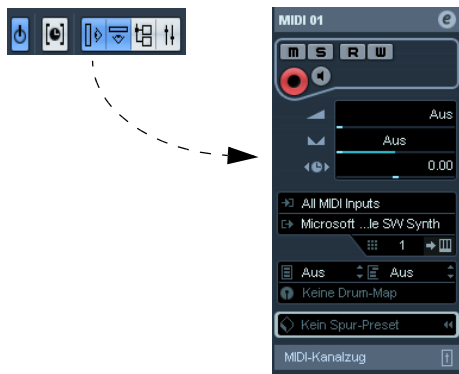 MIDI 01 e
M S R W
Aus
Aus
0.00
All MIDI Inputs
Microsoft ...le SW Synth
1
Aus Aus
Keine Drum-Map
Kein Spur-Preset
MIDI-Kanalzug